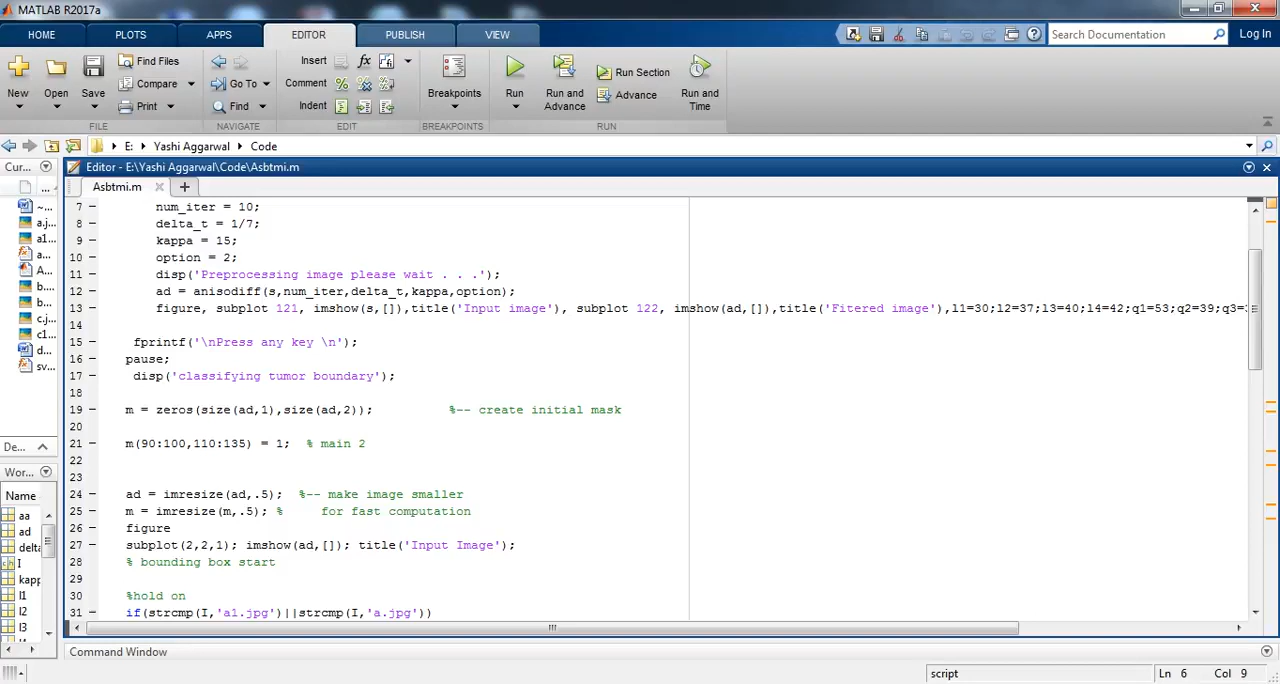 MATLAB R2017a
HOME PLOTS APPS EDITOR PUBLISH VIEW Search Documentation Log In
New Open Save Find Files Compare Print Go To Find Insert Comment Indent fx Breakpoints Run Run and Advance Run Section Advance Run and Time
FILE NAVIGATE EDIT BREAKPOINTS RUN
E: Yashi Aggarwal Code
Cur... Editor - E:\Yashi Aggarwal\Code\Asbtmi.m
Asbtmi.m
7 num_iter = 10;
8 delta_t = 1/7;
9 kappa = 15;
10 option = 2;
11 disp('Preprocessing image please wait . . .');
12 ad = anisodiff(s,num_iter,delta_t,kappa,option);
13 figure, subplot 121, imshow(s,[]),title('Input image'), subplot 122, imshow(ad,[]),title('Fitered image'),l1=30;l2=37;l3=40;l4=42;q1=53;q2=39;q3=
14
15 fprintf('\nPress any key \n');
16 pause;
17 disp('classifying tumor boundary');
18
19 m = zeros(size(ad,1),size(ad,2)); %-- create initial mask
20
21 m(90:100,110:135) = 1; % main 2
22
23
24 ad = imresize(ad,.5); %-- make image smaller
25 m = imresize(m,.5); % for fast computation
26 figure
27 subplot(2,2,1); imshow(ad,[]); title('Input Image');
28 % bounding box start
29
30 %hold on
31 if(strcmp(I,'a1.jpg')||strcmp(I,'a.jpg'))
...
~...
a.j...
a1...
a...
A...
b...
b...
c.j...
c1...
d...
sv...
De...
Wor...
Name
aa
ad
delta
I
kapp
l1
l2
l3
Command Window
script Ln 6 Col 9